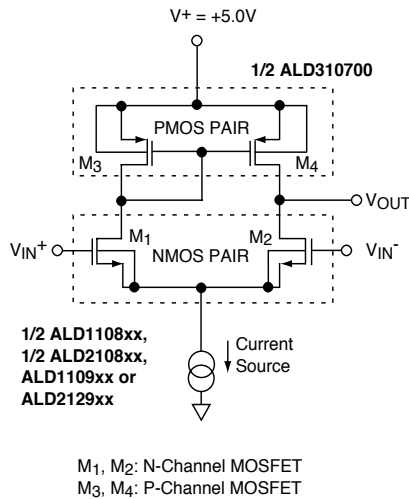 V+ = +5.0V
1/2 ALD310700
PMOS PAIR
M3
M4
VOUT
VIN+
M1
M2
VIN-
NMOS PAIR
1/2 ALD1108xx,
1/2 ALD2108xx,
ALD1109xx or
ALD2129xx
Current
Source
M1, M2: N-Channel MOSFET
M3, M4: P-Channel MOSFET